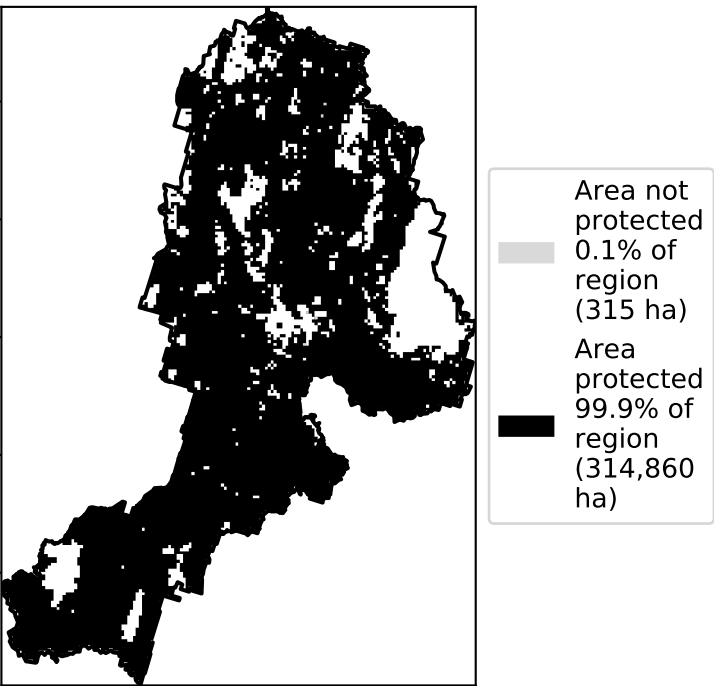 Area not
protected
0.1% of
region
(315 ha)
Area
protected
99.9% of
region
(314,860
ha)